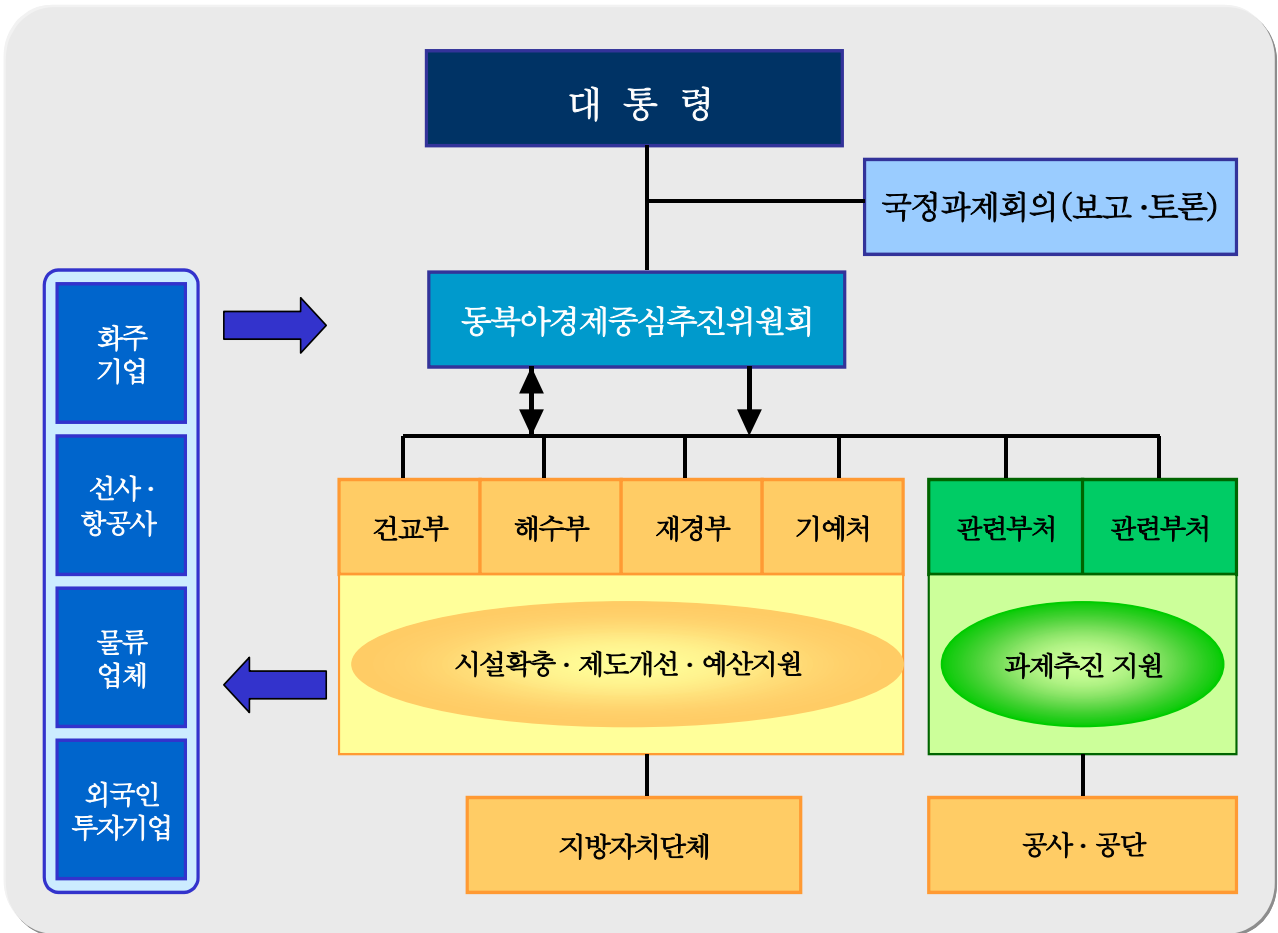 대 통 령
국정과제회의(보고 ·토론)
동북아경제중심추진위원회
화주
기업
선사 ·
항공사
물류
업체
외국인
투자기업
건교부
해수부
재경부
기예처
관련부처
관련부처
시설확충 · 제도개선 · 예산지원
과제추진 지원
지방자치단체
공사 · 공단